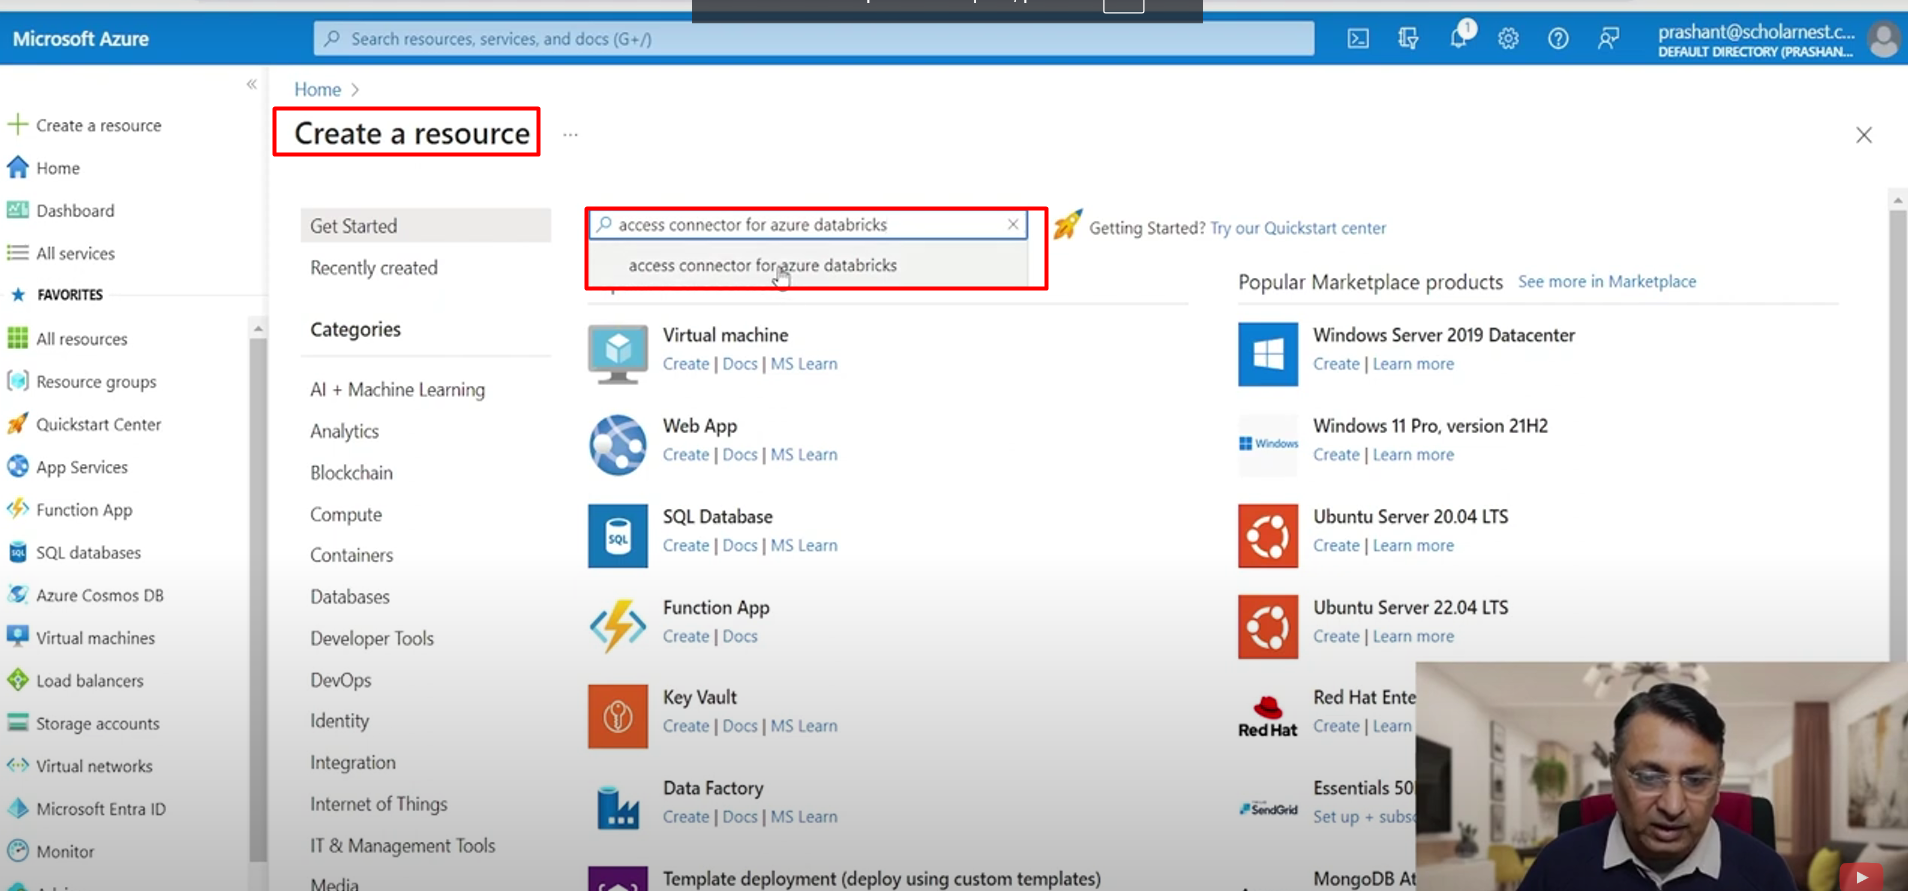 Microsoft Azure
Search resources, services, and docs (G+/)
1
prashant@scholarnest.c...
DEFAULT DIRECTORY (PRASHAN...
Create a resource
Home
Dashboard
All services
FAVORITES
All resources
Resource groups
Quickstart Center
App Services
Function App
SQL databases
Azure Cosmos DB
Virtual machines
Load balancers
Storage accounts
Virtual networks
Microsoft Entra ID
Monitor
Home >
Create a resource ...
Get Started
Recently created
Categories
AI + Machine Learning
Analytics
Blockchain
Compute
Containers
Databases
Developer Tools
DevOps
Identity
Integration
Internet of Things
IT & Management Tools
Media
access connector for azure databricks
access connector for azure databricks
Getting Started? Try our Quickstart center
Virtual machine
Create | Docs | MS Learn
Web App
Create | Docs | MS Learn
SQL
SQL Database
Create | Docs | MS Learn
Function App
Create | Docs
Key Vault
Create | Docs | MS Learn
Data Factory
Create | Docs | MS Learn
Template deployment (deploy using custom templates)
Popular Marketplace products See more in Marketplace
Windows Server 2019 Datacenter
Create | Learn more
Windows
Windows 11 Pro, version 21H2
Create | Learn more
Ubuntu Server 20.04 LTS
Create | Learn more
Ubuntu Server 22.04 LTS
Create | Learn more
Red Hat
Red Hat Ente
Create | Learn
SendGrid
Essentials 50
Set up + subsc
MongoDB At